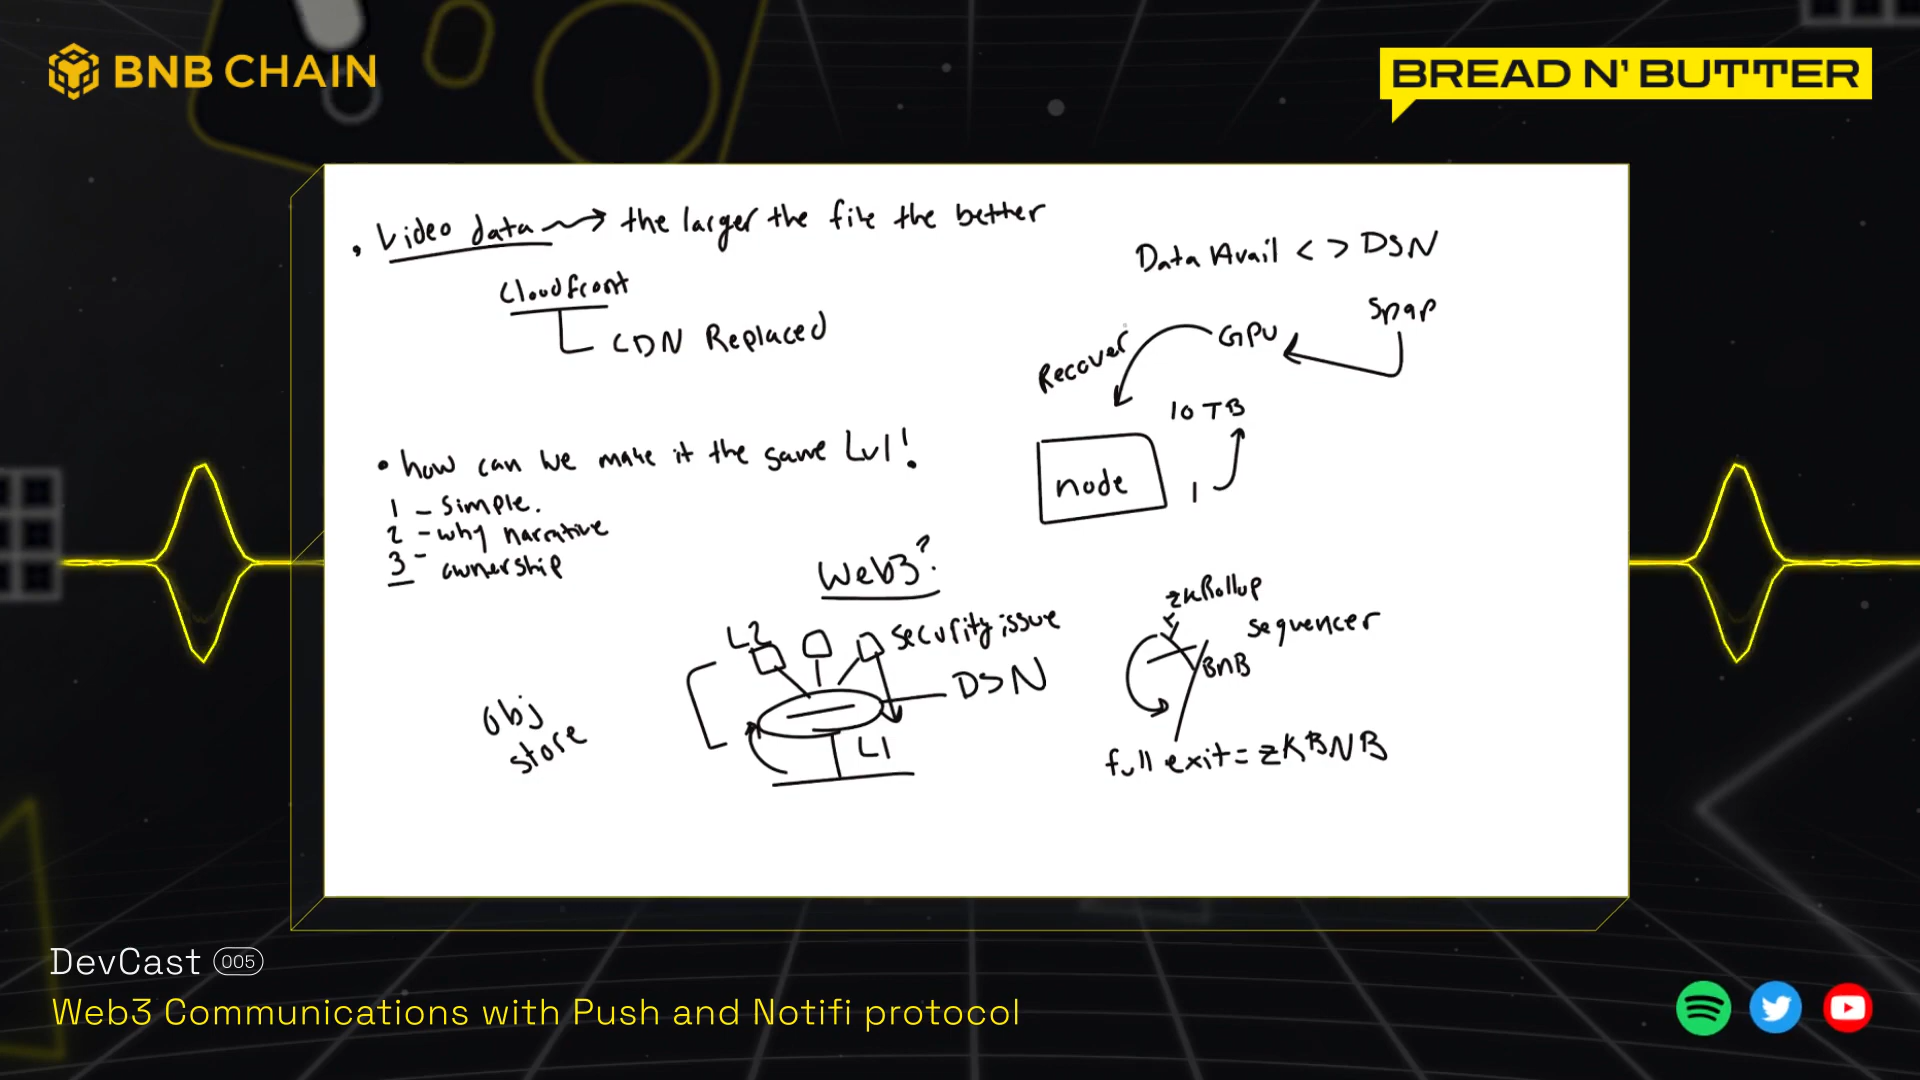 BNB CHAIN
BREAD N' BUTTER
Video data → the larger the file the better
Cloudfront
CDN Replaced
Data Avail < > DSN
Snap
GPU
Recover
10 TB
node
1
how can we make it the same Lvl!
1 - Simple.
2 - why narrative
3 - ownership
Web3?
L2
security issue
DSN
L1
Obj
store
zkRollup
sequencer
BNB
full exit = zKBNB
DevCast 005
Web3 Communications with Push and Notifi protocol